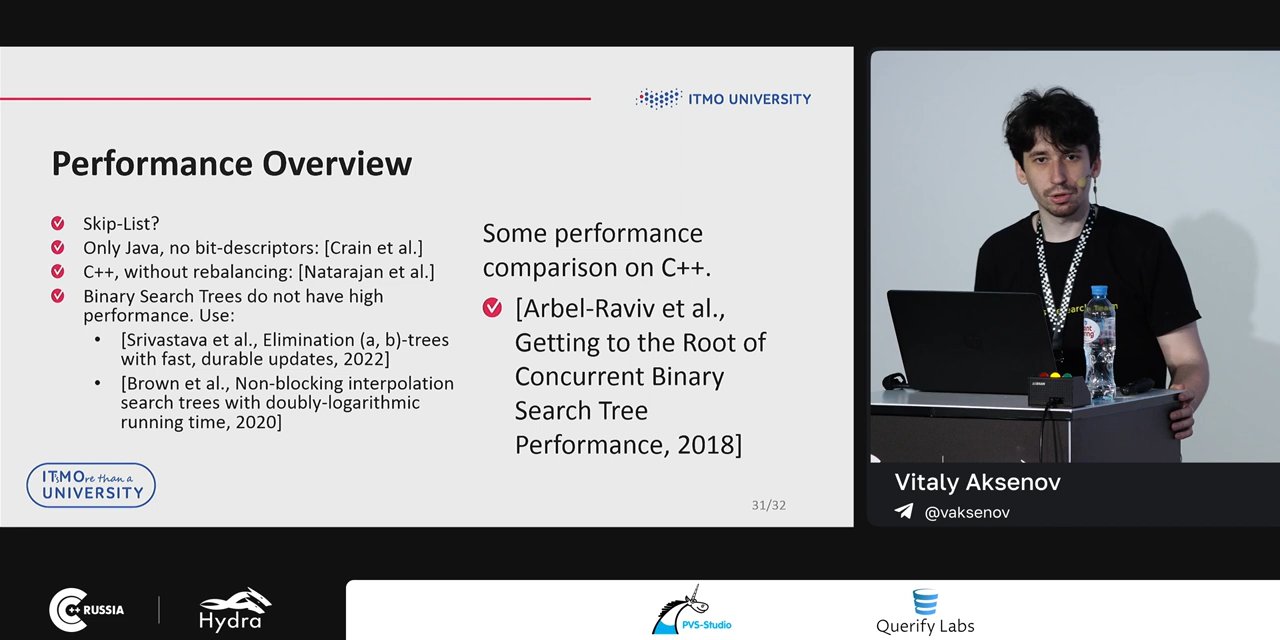 ITMO UNIVERSITY
Performance Overview
Skip-List?
Only Java, no bit-descriptors: [Crain et al.]
C++, without rebalancing: [Natarajan et al.]
Binary Search Trees do not have high
performance. Use:
• [Srivastava et al., Elimination (a, b)-trees
with fast, durable updates, 2022]
• [Brown et al., Non-blocking interpolation
search trees with doubly-logarithmic
running time, 2020]
Some performance
comparison on C++.
[Arbel-Raviv et al.,
Getting to the Root of
Concurrent Binary
Search Tree
Performance, 2018]
ITsMOre than a
UNIVERSITY
31/32
Vitaly Aksenov
@vaksenov
C++ RUSSIA
Hydra
PVS-Studio
Querify Labs